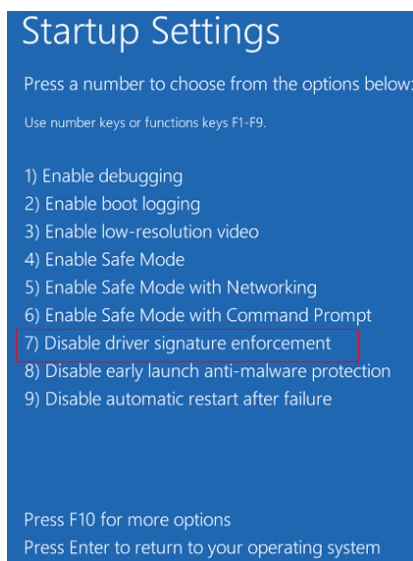 Startup Settings
Press a number to choose from the options below:
Use number keys or functions keys F1-F9.
1) Enable debugging
2) Enable boot logging
3) Enable low-resolution video
4) Enable Safe Mode
5) Enable Safe Mode with Networking
6) Enable Safe Mode with Command Prompt
7) Disable driver signature enforcement
8) Disable early launch anti-malware protection
9) Disable automatic restart after failure
Press F10 for more options
Press Enter to return to your operating system